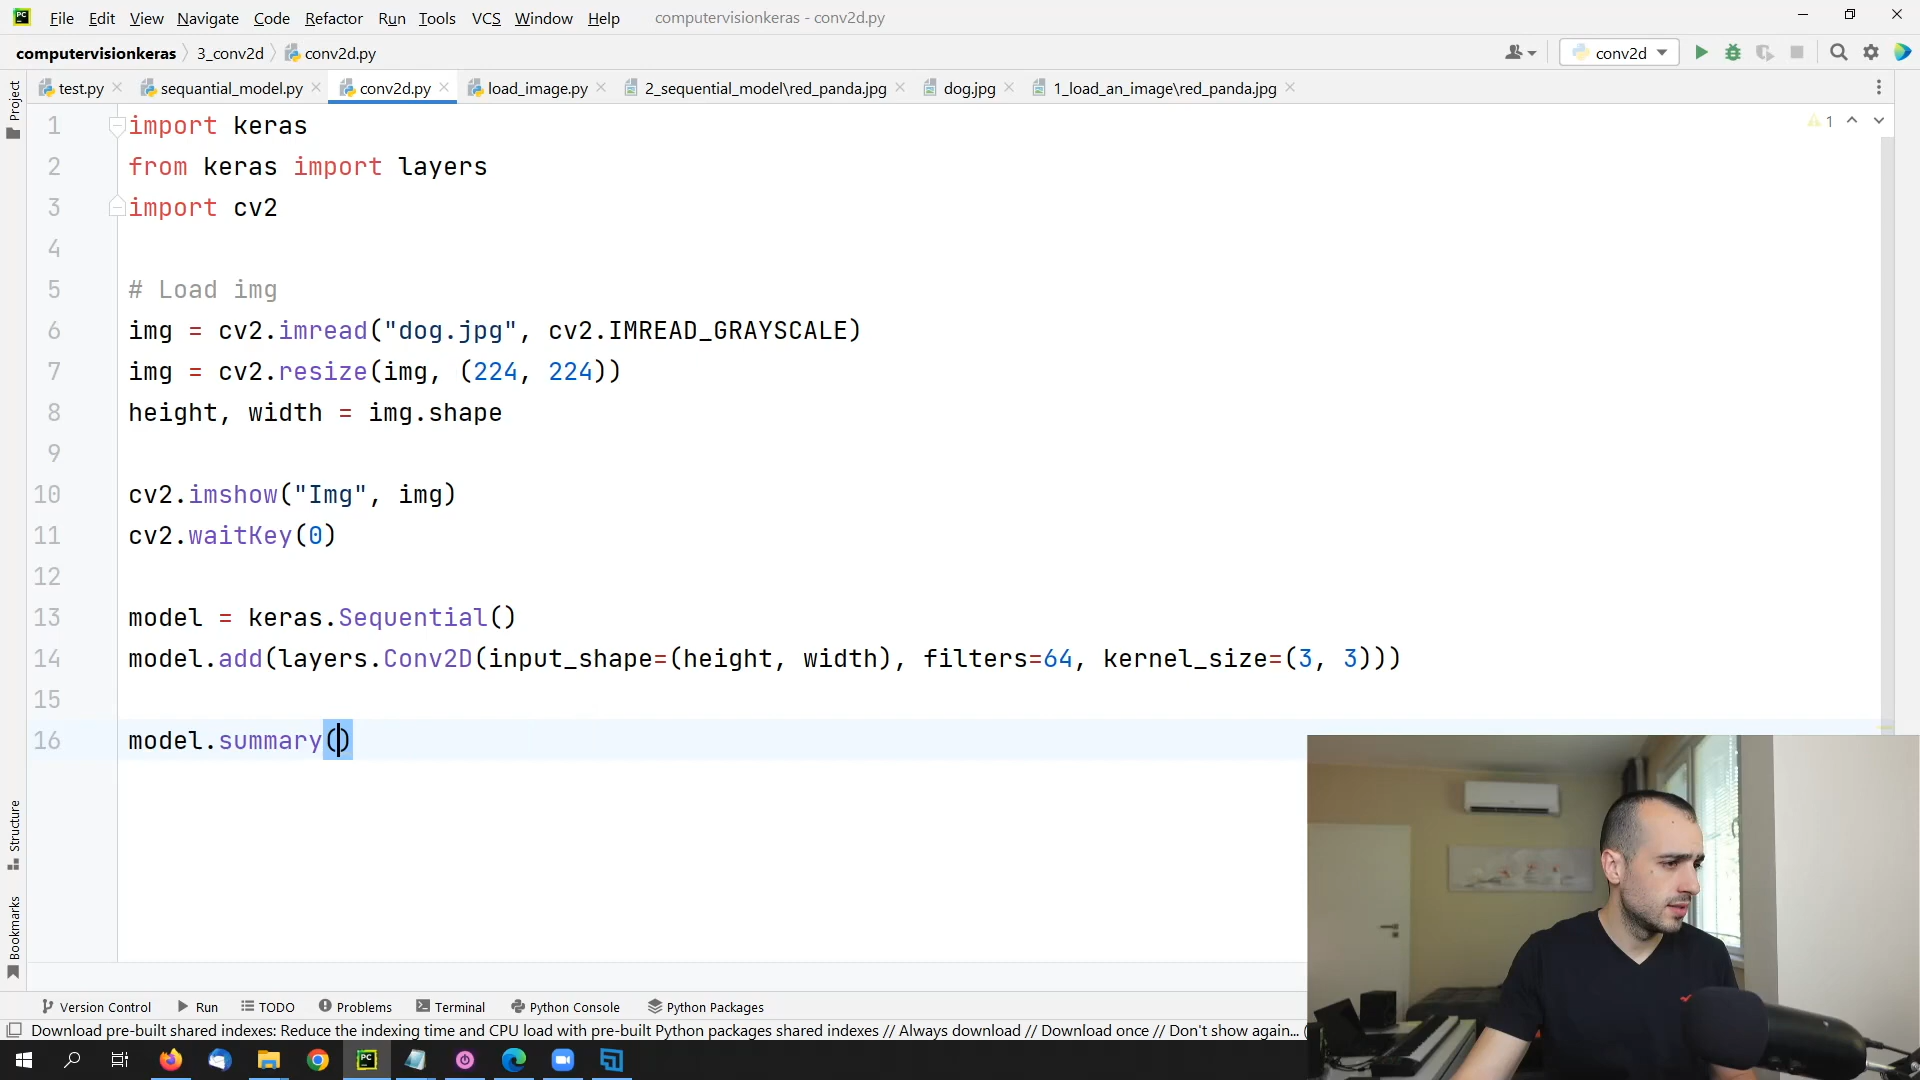 PC File Edit View Navigate Code Refactor Run Tools VCS Window Help computervisionkeras - conv2d.py
computervisionkeras 3_conv2d conv2d.py conv2d
Project test.py sequantial_model.py conv2d.py load_image.py 2_sequential_model\red_panda.jpg dog.jpg 1_load_an_image\red_panda.jpg
1 import keras
1
2 from keras import layers
3 import cv2
4
5 # Load img
6 img = cv2.imread("dog.jpg", cv2.IMREAD_GRAYSCALE)
7 img = cv2.resize(img, (224, 224))
8 height, width = img.shape
9
10 cv2.imshow("Img", img)
11 cv2.waitKey(0)
12
13 model = keras.Sequential()
14 model.add(layers.Conv2D(input_shape=(height, width), filters=64, kernel_size=(3, 3)))
15
16 model.summary()
Structure
Bookmarks
Version Control Run TODO Problems Terminal Python Console Python Packages
Download pre-built shared indexes: Reduce the indexing time and CPU load with pre-built Python packages shared indexes // Always download // Download once // Don't show again... (
PC